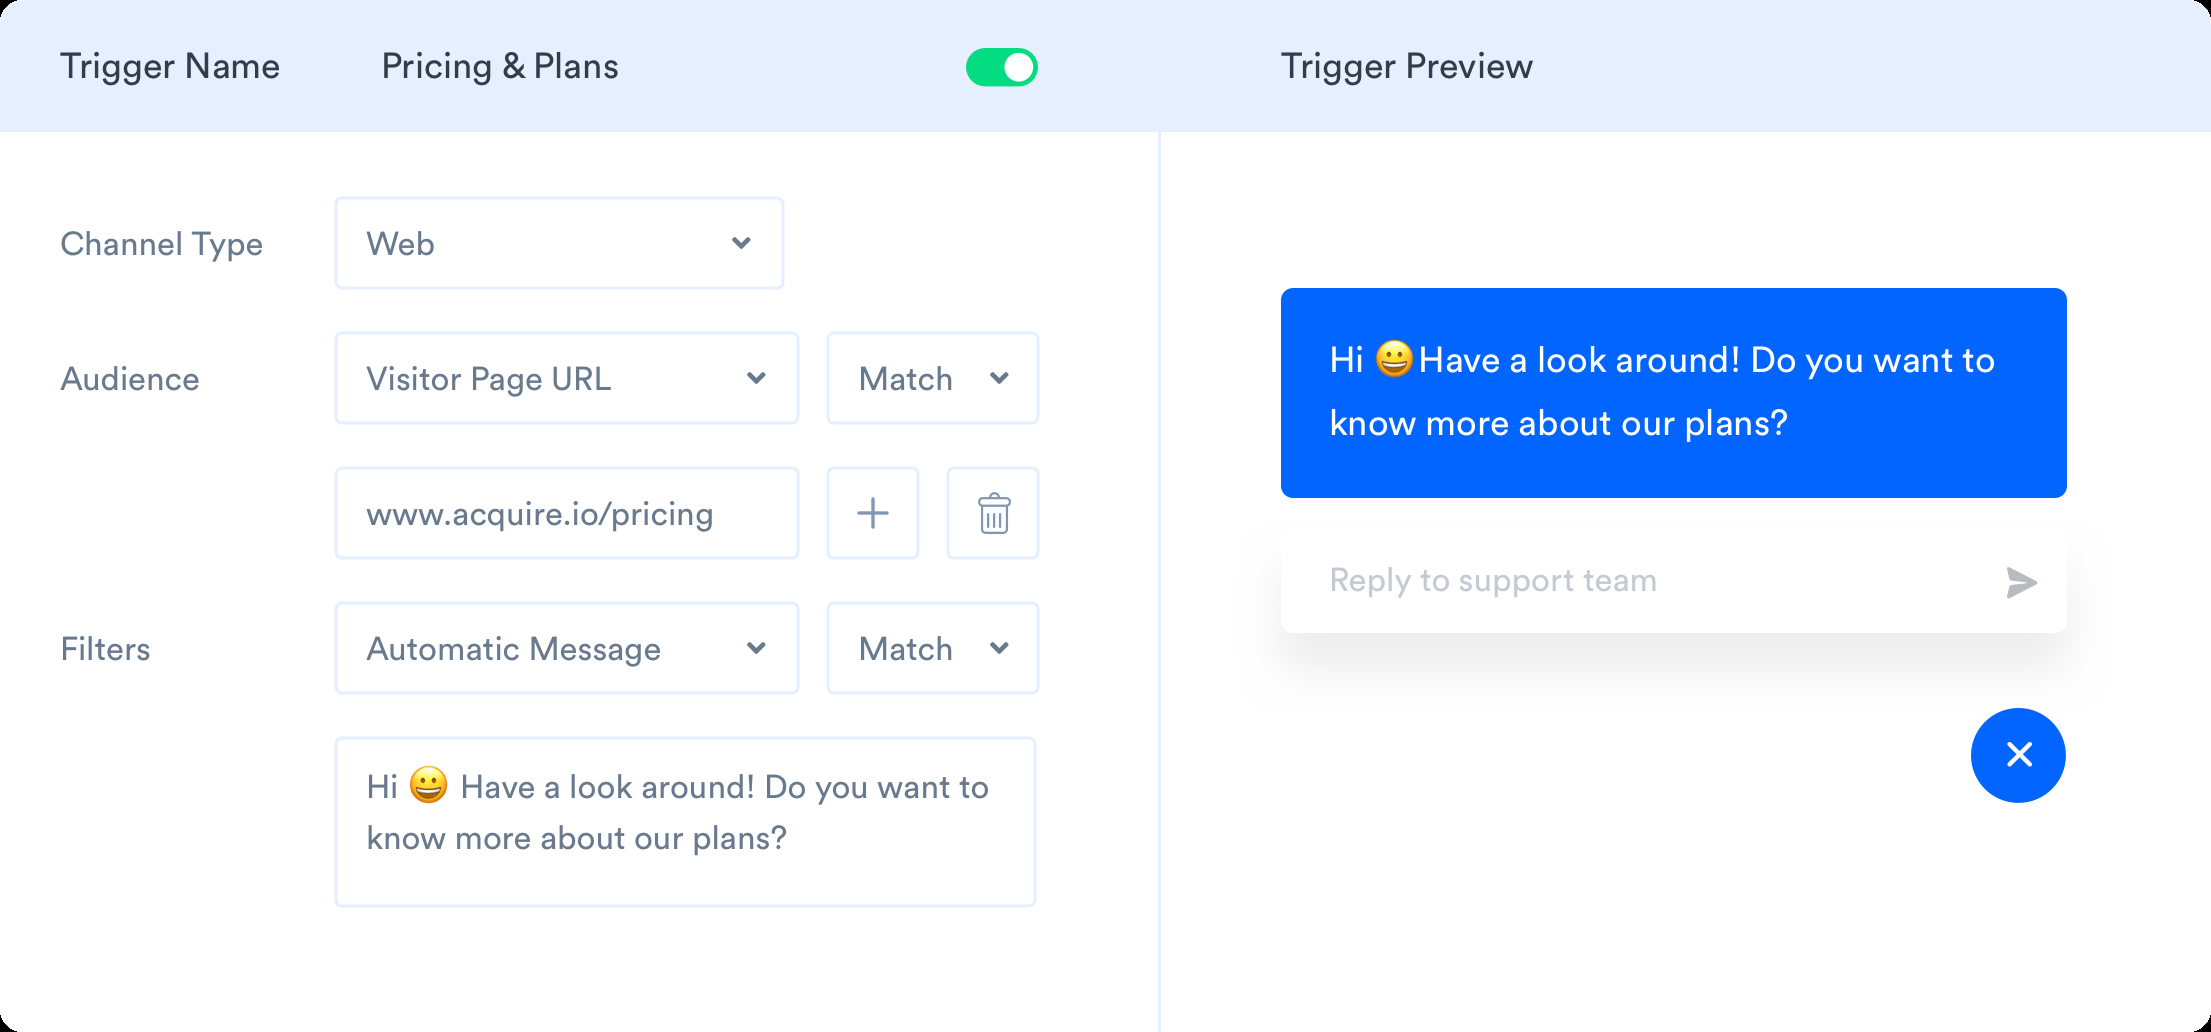 Trigger Name Pricing & Plans
Trigger Preview
Channel Type Web
Audience Visitor Page URL Match
www.acquire.io/pricing
Filters Automatic Message Match
Hi 😀 Have a look around! Do you want to
know more about our plans?
Hi 😀Have a look around! Do you want to
know more about our plans?
Reply to support team